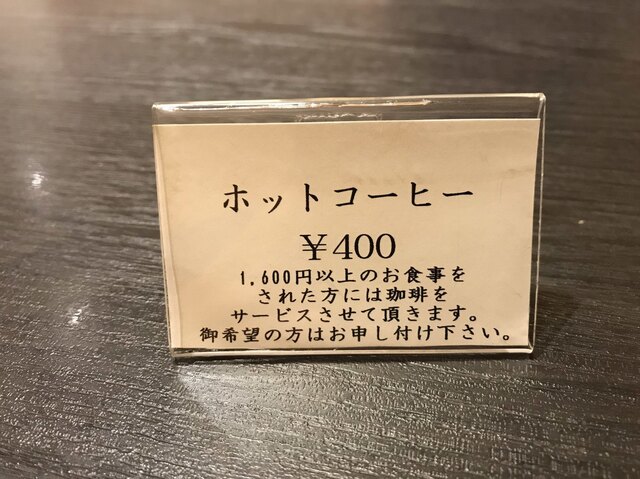 ホットコーヒー
￥400
1,600円以上のお食事を
された方には珈琲を
サービスさせて頂きます。
御希望の方はお申し付け下さい。